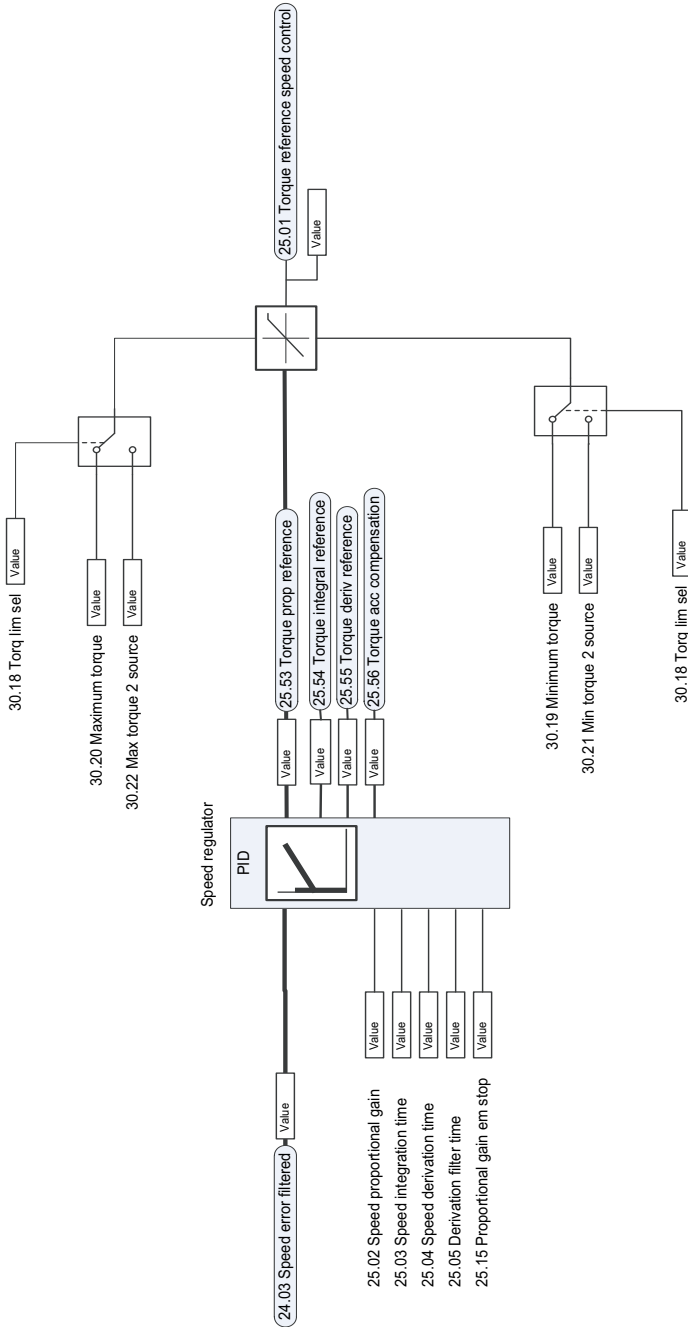 30.18 Torq lim sel
Value
30.20 Maximum torque
Value
30.22 Max torque 2 source
Value
Speed regulator
PID
24.03 Speed error filtered
Value
25.53 Torque prop reference
Value
25.54 Torque integral reference
Value
25.55 Torque deriv reference
Value
25.56 Torque acc compensation
Value
25.01 Torque reference speed control
Value
25.02 Speed proportional gain
Value
25.03 Speed integration time
Value
25.04 Speed derivation time
Value
25.05 Derivation filter time
Value
25.15 Proportional gain em stop
Value
30.19 Minimum torque
Value
30.21 Min torque 2 source
Value
30.18 Torq lim sel
Value